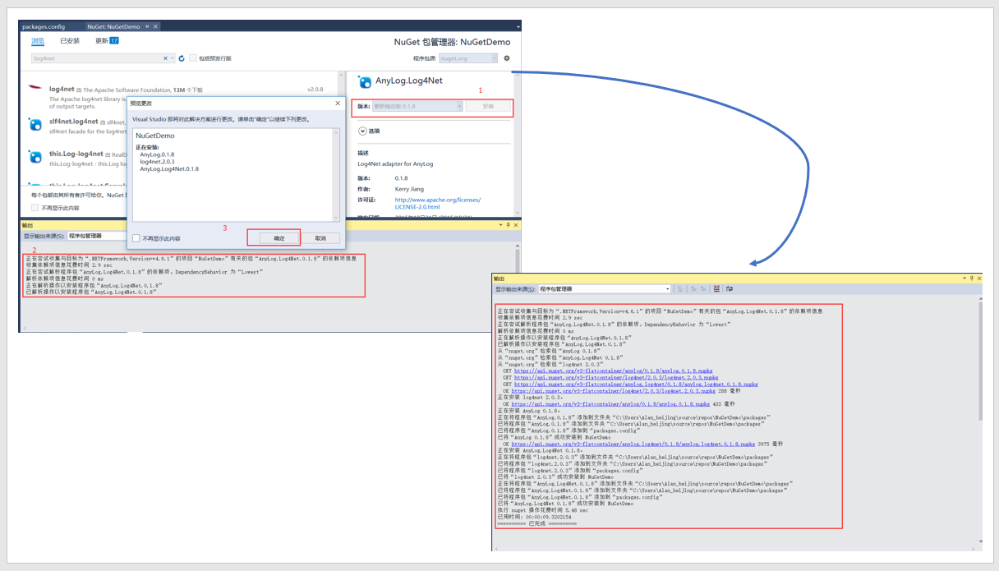 packages.config
NuGet: NuGetDemo
浏览 已安装 更新 17
NuGet 包管理器: NuGetDemo
log4net
包括预发行版
程序包源: nuget.org
log4net 由 The Apache Software Foundation, 13M 个下载
v2.0.8
The Apache log4net library is
of output targets.
slf4net.log4net 由 slf4net,
slf4net facade for the log4net
this.Log-log4net 由 RealD
this.Log-log4net - this.Log lo
每个包都由其所有者许可给你。NuGet
不再显示此内容
AnyLog.Log4Net
1
版本: 最新稳定版 0.1.8 安装
选项
描述
Log4Net adapter for AnyLog
版本: 0.1.8
作者: Kerry Jiang
许可证: http://www.apache.org/licenses/
LICENSE-2.0.html
预览更改
Visual Studio 即将对此解决方案进行更改。请单击“确定”以继续下列更改。
NuGetDemo
正在安装:
AnyLog.0.1.8
log4net.2.0.3
AnyLog.Log4Net.0.1.8
3
不再显示此内容
确定 取消
输出
显示输出来源(S): 程序包管理器
2
正在尝试收集与目标为“.NETFramework,Version=v4.6.1”的项目“NuGetDemo”有关的包“AnyLog.Log4Net.0.1.8”的依赖项信息
收集依赖项信息花费时间 2.9 sec
正在尝试解析程序包“AnyLog.Log4Net.0.1.8”的依赖项，DependencyBehavior 为“Lowest”
解析依赖项信息花费时间 0 ms
正在解析操作以安装程序包“AnyLog.Log4Net.0.1.8”
已解析操作以安装程序包“AnyLog.Log4Net.0.1.8”
输出
显示输出来源(S): 程序包管理器
正在尝试收集与目标为“.NETFramework,Version=v4.6.1”的项目“NuGetDemo”有关的包“AnyLog.Log4Net.0.1.8”的依赖项信息
收集依赖项信息花费时间 2.9 sec
正在尝试解析程序包“AnyLog.Log4Net.0.1.8”的依赖项，DependencyBehavior 为“Lowest”
解析依赖项信息花费时间 0 ms
正在解析操作以安装程序包“AnyLog.Log4Net.0.1.8”
已解析操作以安装程序包“AnyLog.Log4Net.0.1.8”
从“nuget.org”检索包“AnyLog 0.1.8”
从“nuget.org”检索包“AnyLog.Log4Net 0.1.8”
从“nuget.org”检索包“log4net 2.0.3”
GET https://api.nuget.org/v3-flatcontainer/anylog/0.1.8/anylog.0.1.8.nupkg
GET https://api.nuget.org/v3-flatcontainer/log4net/2.0.3/log4net.2.0.3.nupkg
GET https://api.nuget.org/v3-flatcontainer/anylog.log4net/0.1.8/anylog.log4net.0.1.8.nupkg
OK https://api.nuget.org/v3-flatcontainer/log4net/2.0.3/log4net.2.0.3.nupkg 288 毫秒
正在安装 log4net 2.0.3。
OK https://api.nuget.org/v3-flatcontainer/anylog/0.1.8/anylog.0.1.8.nupkg 433 毫秒
正在安装 AnyLog 0.1.8。
正在将程序包“AnyLog.0.1.8”添加到文件夹“C:\Users\Alan_beijing\source\repos\NuGetDemo\packages”
已将程序包“AnyLog.0.1.8”添加到文件夹“C:\Users\Alan_beijing\source\repos\NuGetDemo\packages”
已将程序包“AnyLog.0.1.8”添加到“packages.config”
已将“AnyLog 0.1.8”成功安装到 NuGetDemo
OK https://api.nuget.org/v3-flatcontainer/anylog.log4net/0.1.8/anylog.log4net.0.1.8.nupkg 3975 毫秒
正在安装 AnyLog.Log4Net 0.1.8。
正在将程序包“log4net.2.0.3”添加到文件夹“C:\Users\Alan_beijing\source\repos\NuGetDemo\packages”
已将程序包“log4net.2.0.3”添加到文件夹“C:\Users\Alan_beijing\source\repos\NuGetDemo\packages”
已将程序包“log4net.2.0.3”添加到“packages.config”
已将“log4net 2.0.3”成功安装到 NuGetDemo
正在将程序包“AnyLog.Log4Net.0.1.8”添加到文件夹“C:\Users\Alan_beijing\source\repos\NuGetDemo\packages”
已将程序包“AnyLog.Log4Net.0.1.8”添加到文件夹“C:\Users\Alan_beijing\source\repos\NuGetDemo\packages”
已将程序包“AnyLog.Log4Net.0.1.8”添加到“packages.config”
已将“AnyLog.Log4Net 0.1.8”成功安装到 NuGetDemo
执行 nuget 操作花费时间 5.48 sec
已用时间: 00:00:09.3202154
========== 已完成 ==========